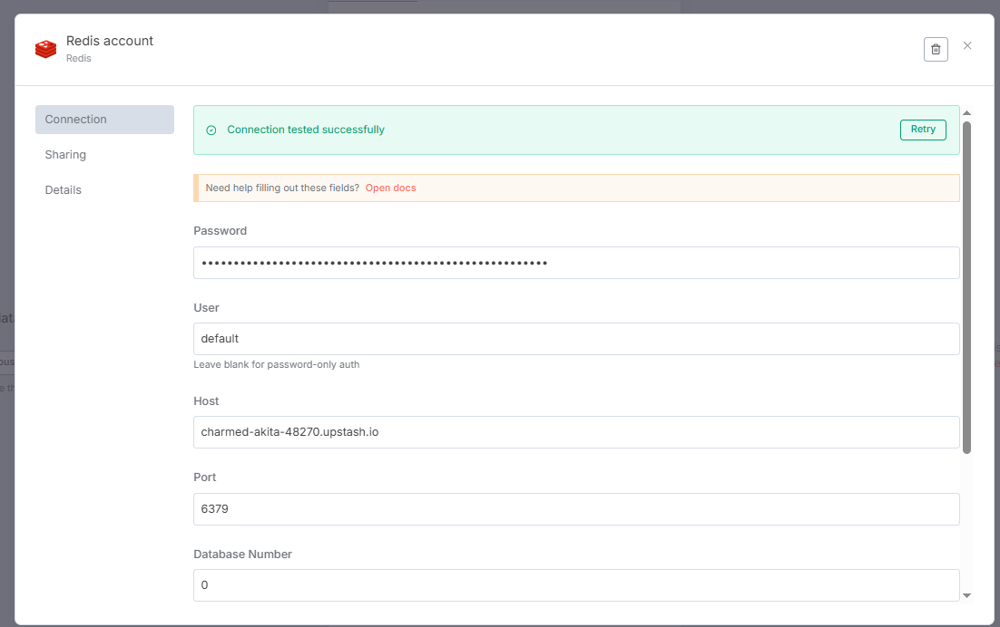 Redis account
Redis
Connection
Sharing
Details
Connection tested successfully
Retry
Need help filling out these fields? Open docs
Password
••••••••••••••••••••••••••••••••••••••••••••••••••••••
User
default
Leave blank for password-only auth
Host
charmed-akita-48270.upstash.io
Port
6379
Database Number
0